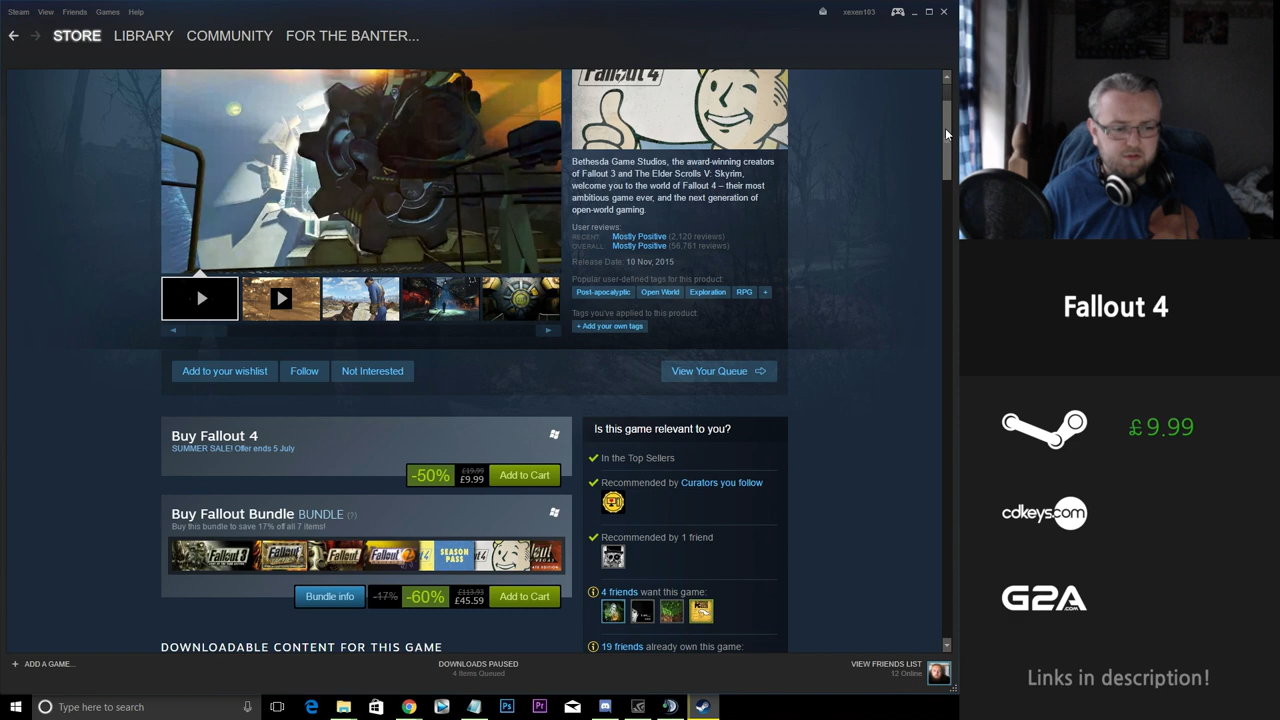 Steam View Friends Games Help
xexen103
STORE LIBRARY COMMUNITY FOR THE BANTER...
Fallout 4
Bethesda Game Studios, the award-winning creators
of Fallout 3 and The Elder Scrolls V: Skyrim,
welcome you to the world of Fallout 4 – their most
ambitious game ever, and the next generation of
open-world gaming.
User reviews:
RECENT: Mostly Positive (2,120 reviews)
OVERALL: Mostly Positive (56,781 reviews)
Release Date: 10 Nov, 2015
Popular user-defined tags for this product:
Post-apocalyptic Open World Exploration RPG +
Tags you've applied to this product:
+ Add your own tags
Add to your wishlist Follow Not Interested
View Your Queue
Buy Fallout 4
SUMMER SALE! Offer ends 5 July
-50% £19.99 £9.99 Add to Cart
Buy Fallout Bundle BUNDLE (7)
Buy this bundle to save 17% off all 7 items!
Fallout 3 Fallout Fallout SEASON PASS
Bundle info -17% -60% £113.93 £45.59 Add to Cart
DOWNLOADABLE CONTENT FOR THIS GAME
Is this game relevant to you?
In the Top Sellers
Recommended by Curators you follow
Recommended by 1 friend
4 friends want this game:
19 friends already own this game:
+ ADD A GAME...
DOWNLOADS PAUSED
4 Items Queued
VIEW FRIENDS LIST
12 Online
Type here to search
Ps Pr
Fallout 4
£9.99
cdkeys.com
G2A.COM
Links in description!